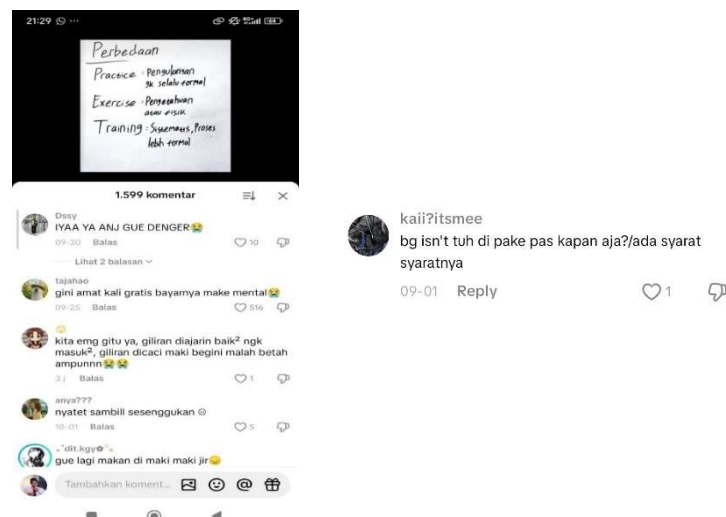 21:29
Perbedaan
Practice : Pengulangan
gk selalu formal
Exercise : Pengetahuan
atau fisik
Training : Sistematis, Proses
lebih formal
1.599 komentar
Dssy
IYAA YA ANJ GUE DENGER😭
09-30 Balas 10
Lihat 2 balasan
tajahao
gini amat kali gratis bayarnya make mental😭
09-25 Balas 516
kita emg gitu ya, giliran diajarin baik² ngk
masuk², giliran dicaci maki begini malah betah
ampunnn😭😭
3 j Balas 1
anya???
nyatet sambill sesenggukan ☹
10-01 Balas 5
dit.kgy
gue lagi makan di maki maki jir😞
Tambahkan koment...
kaii?itsmee
bg isn't tuh di pake pas kapan aja?/ada syarat
syaratnya
09-01 Reply 1